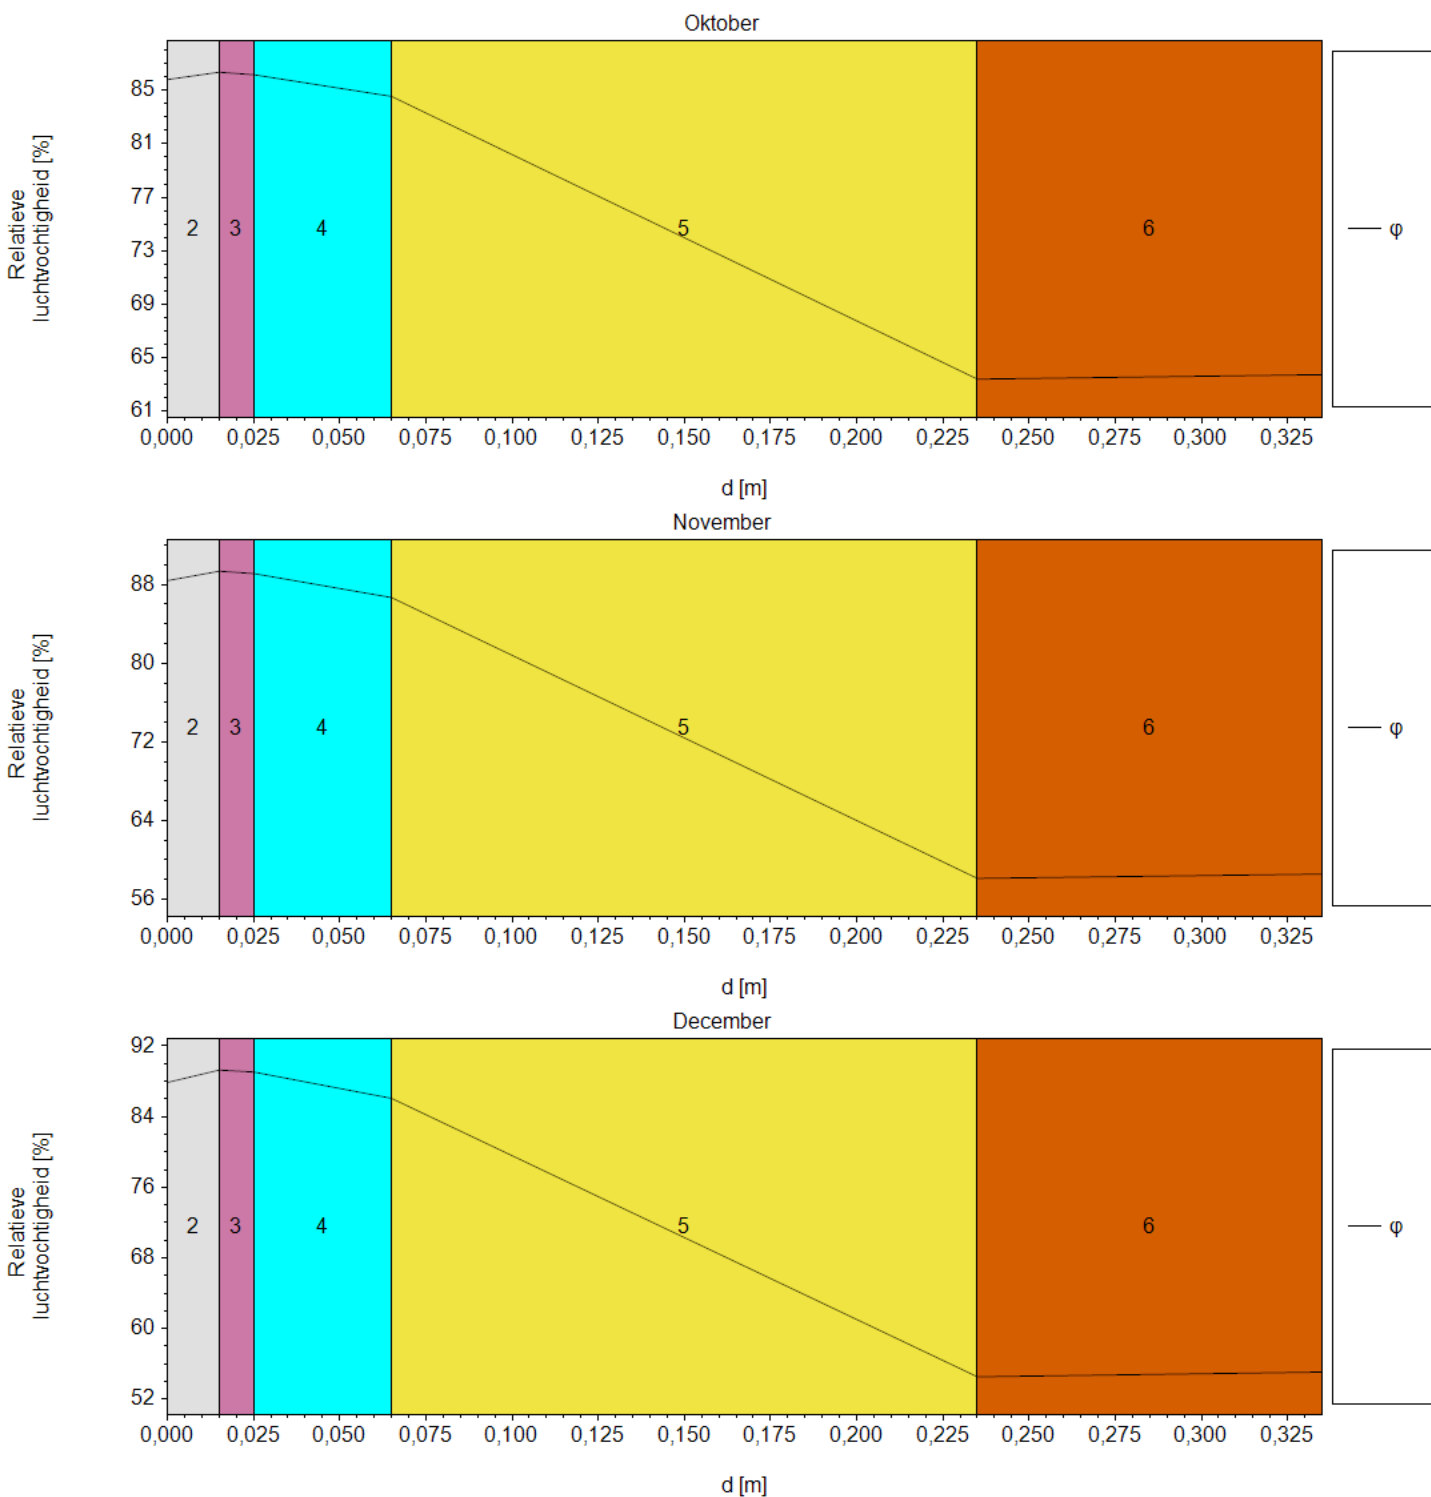 Oktober
Relatieve
luchtvochtigheid [%]
85
81
77
73
69
65
61
2 3 4 5 6
φ
0,000 0,025 0,050 0,075 0,100 0,125 0,150 0,175 0,200 0,225 0,250 0,275 0,300 0,325
d [m]
November
Relatieve
luchtvochtigheid [%]
88
80
72
64
56
2 3 4 5 6
φ
0,000 0,025 0,050 0,075 0,100 0,125 0,150 0,175 0,200 0,225 0,250 0,275 0,300 0,325
d [m]
December
Relatieve
luchtvochtigheid [%]
92
84
76
68
60
52
2 3 4 5 6
φ
0,000 0,025 0,050 0,075 0,100 0,125 0,150 0,175 0,200 0,225 0,250 0,275 0,300 0,325
d [m]